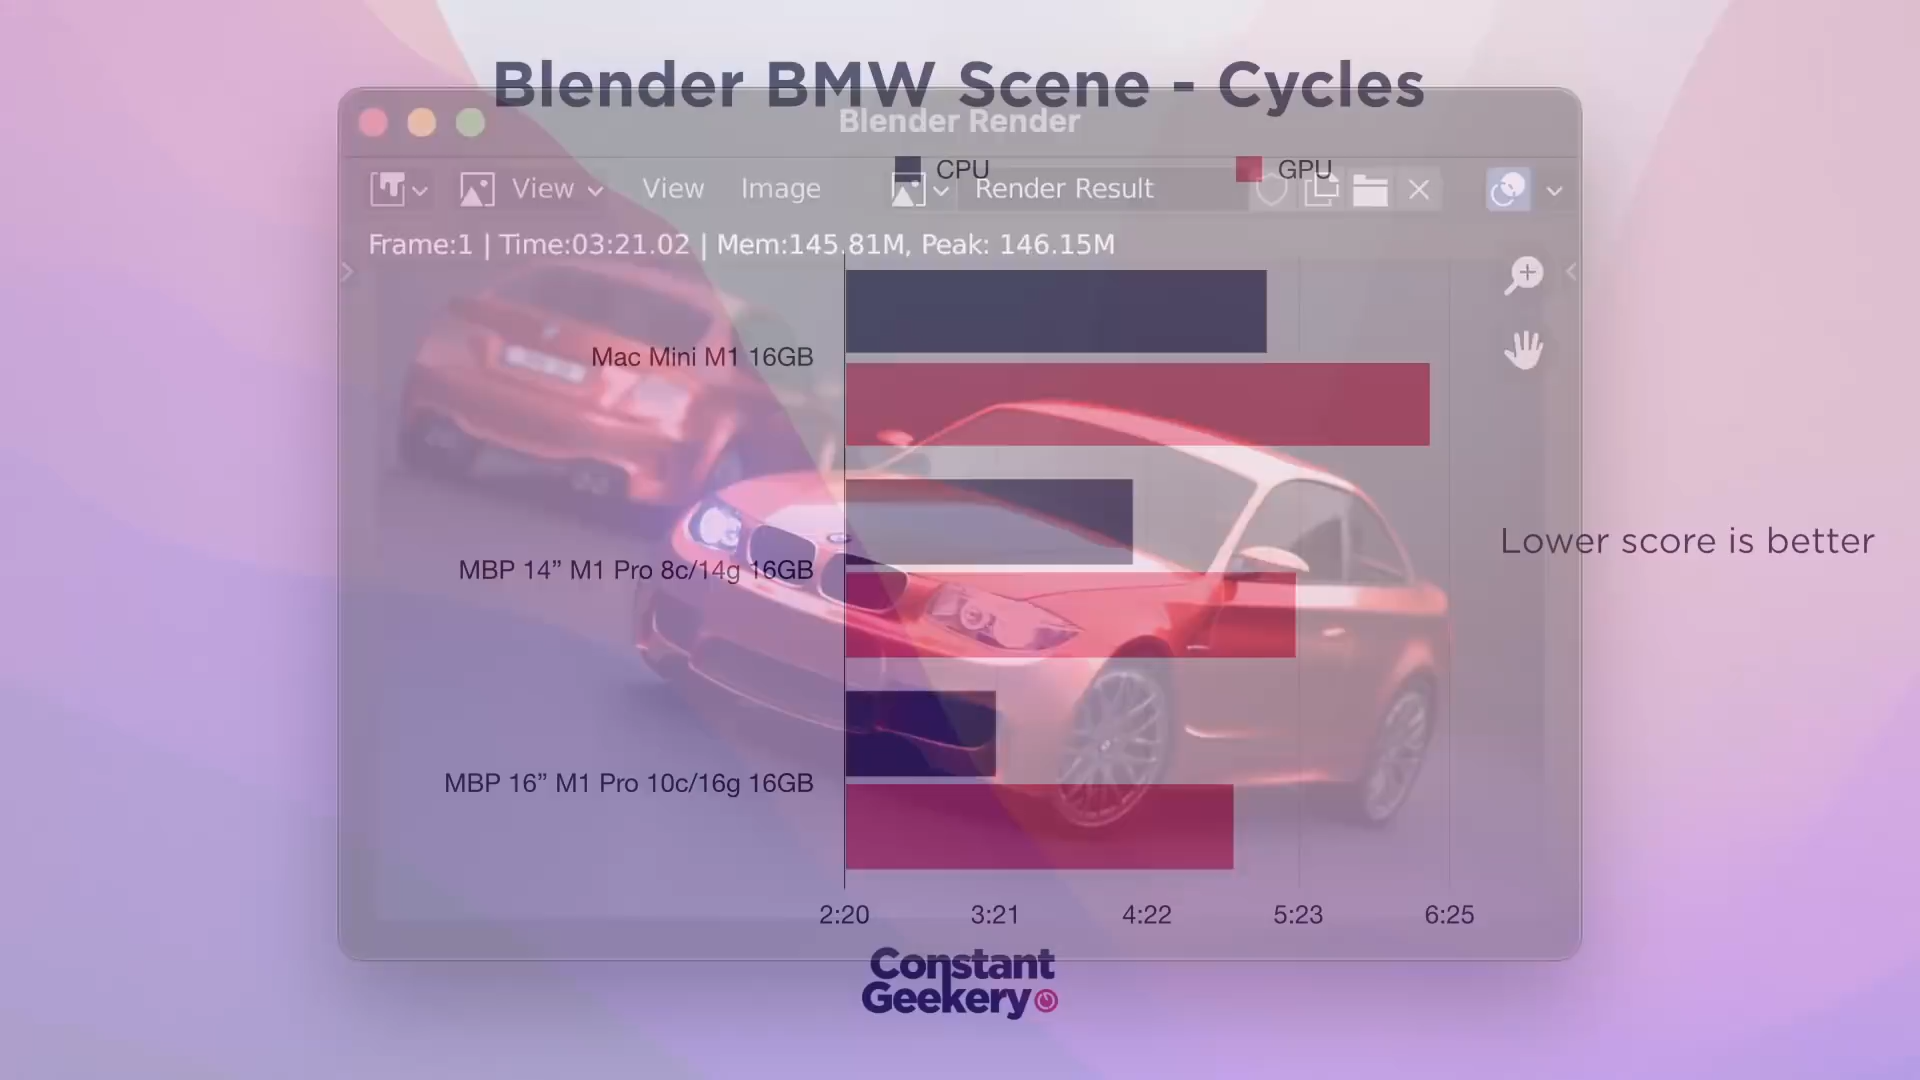 Blender BMW Scene - Cycles
Blender Render
CPU GPU
View View Image Render Result
Frame:1 | Time:03:21.02 | Mem:145.81M, Peak: 146.15M
Mac Mini M1 16GB
Lower score is better
MBP 14” M1 Pro 8c/14g 16GB
MBP 16” M1 Pro 10c/16g 16GB
2:20 3:21 4:22 5:23 6:25
Constant
Geekery